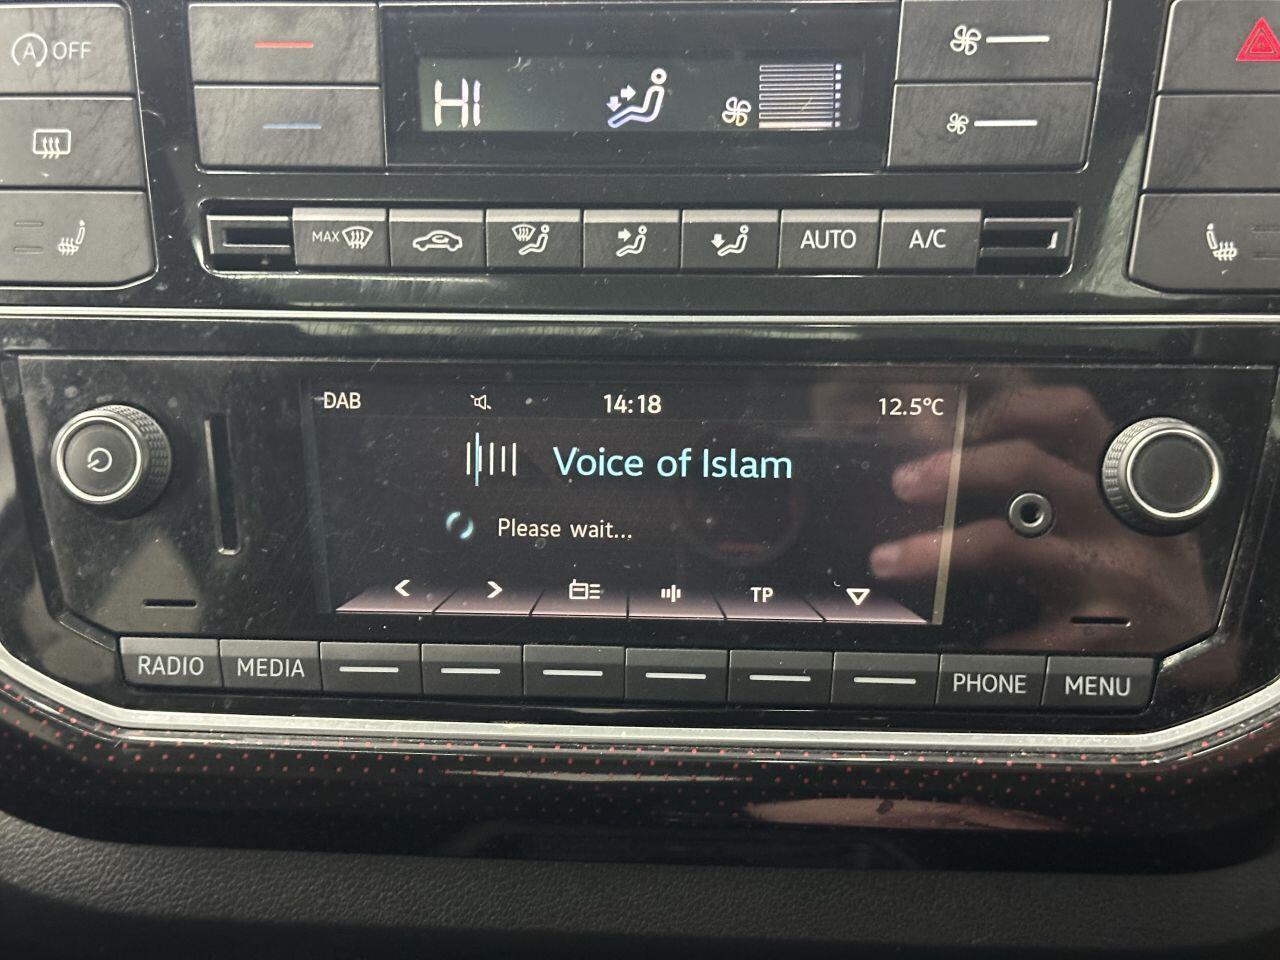 A OFF
HI
MAX
AUTO
A/C
DAB
14:18
12.5°C
Voice of Islam
Please wait...
< > TP
RADIO
MEDIA
PHONE
MENU